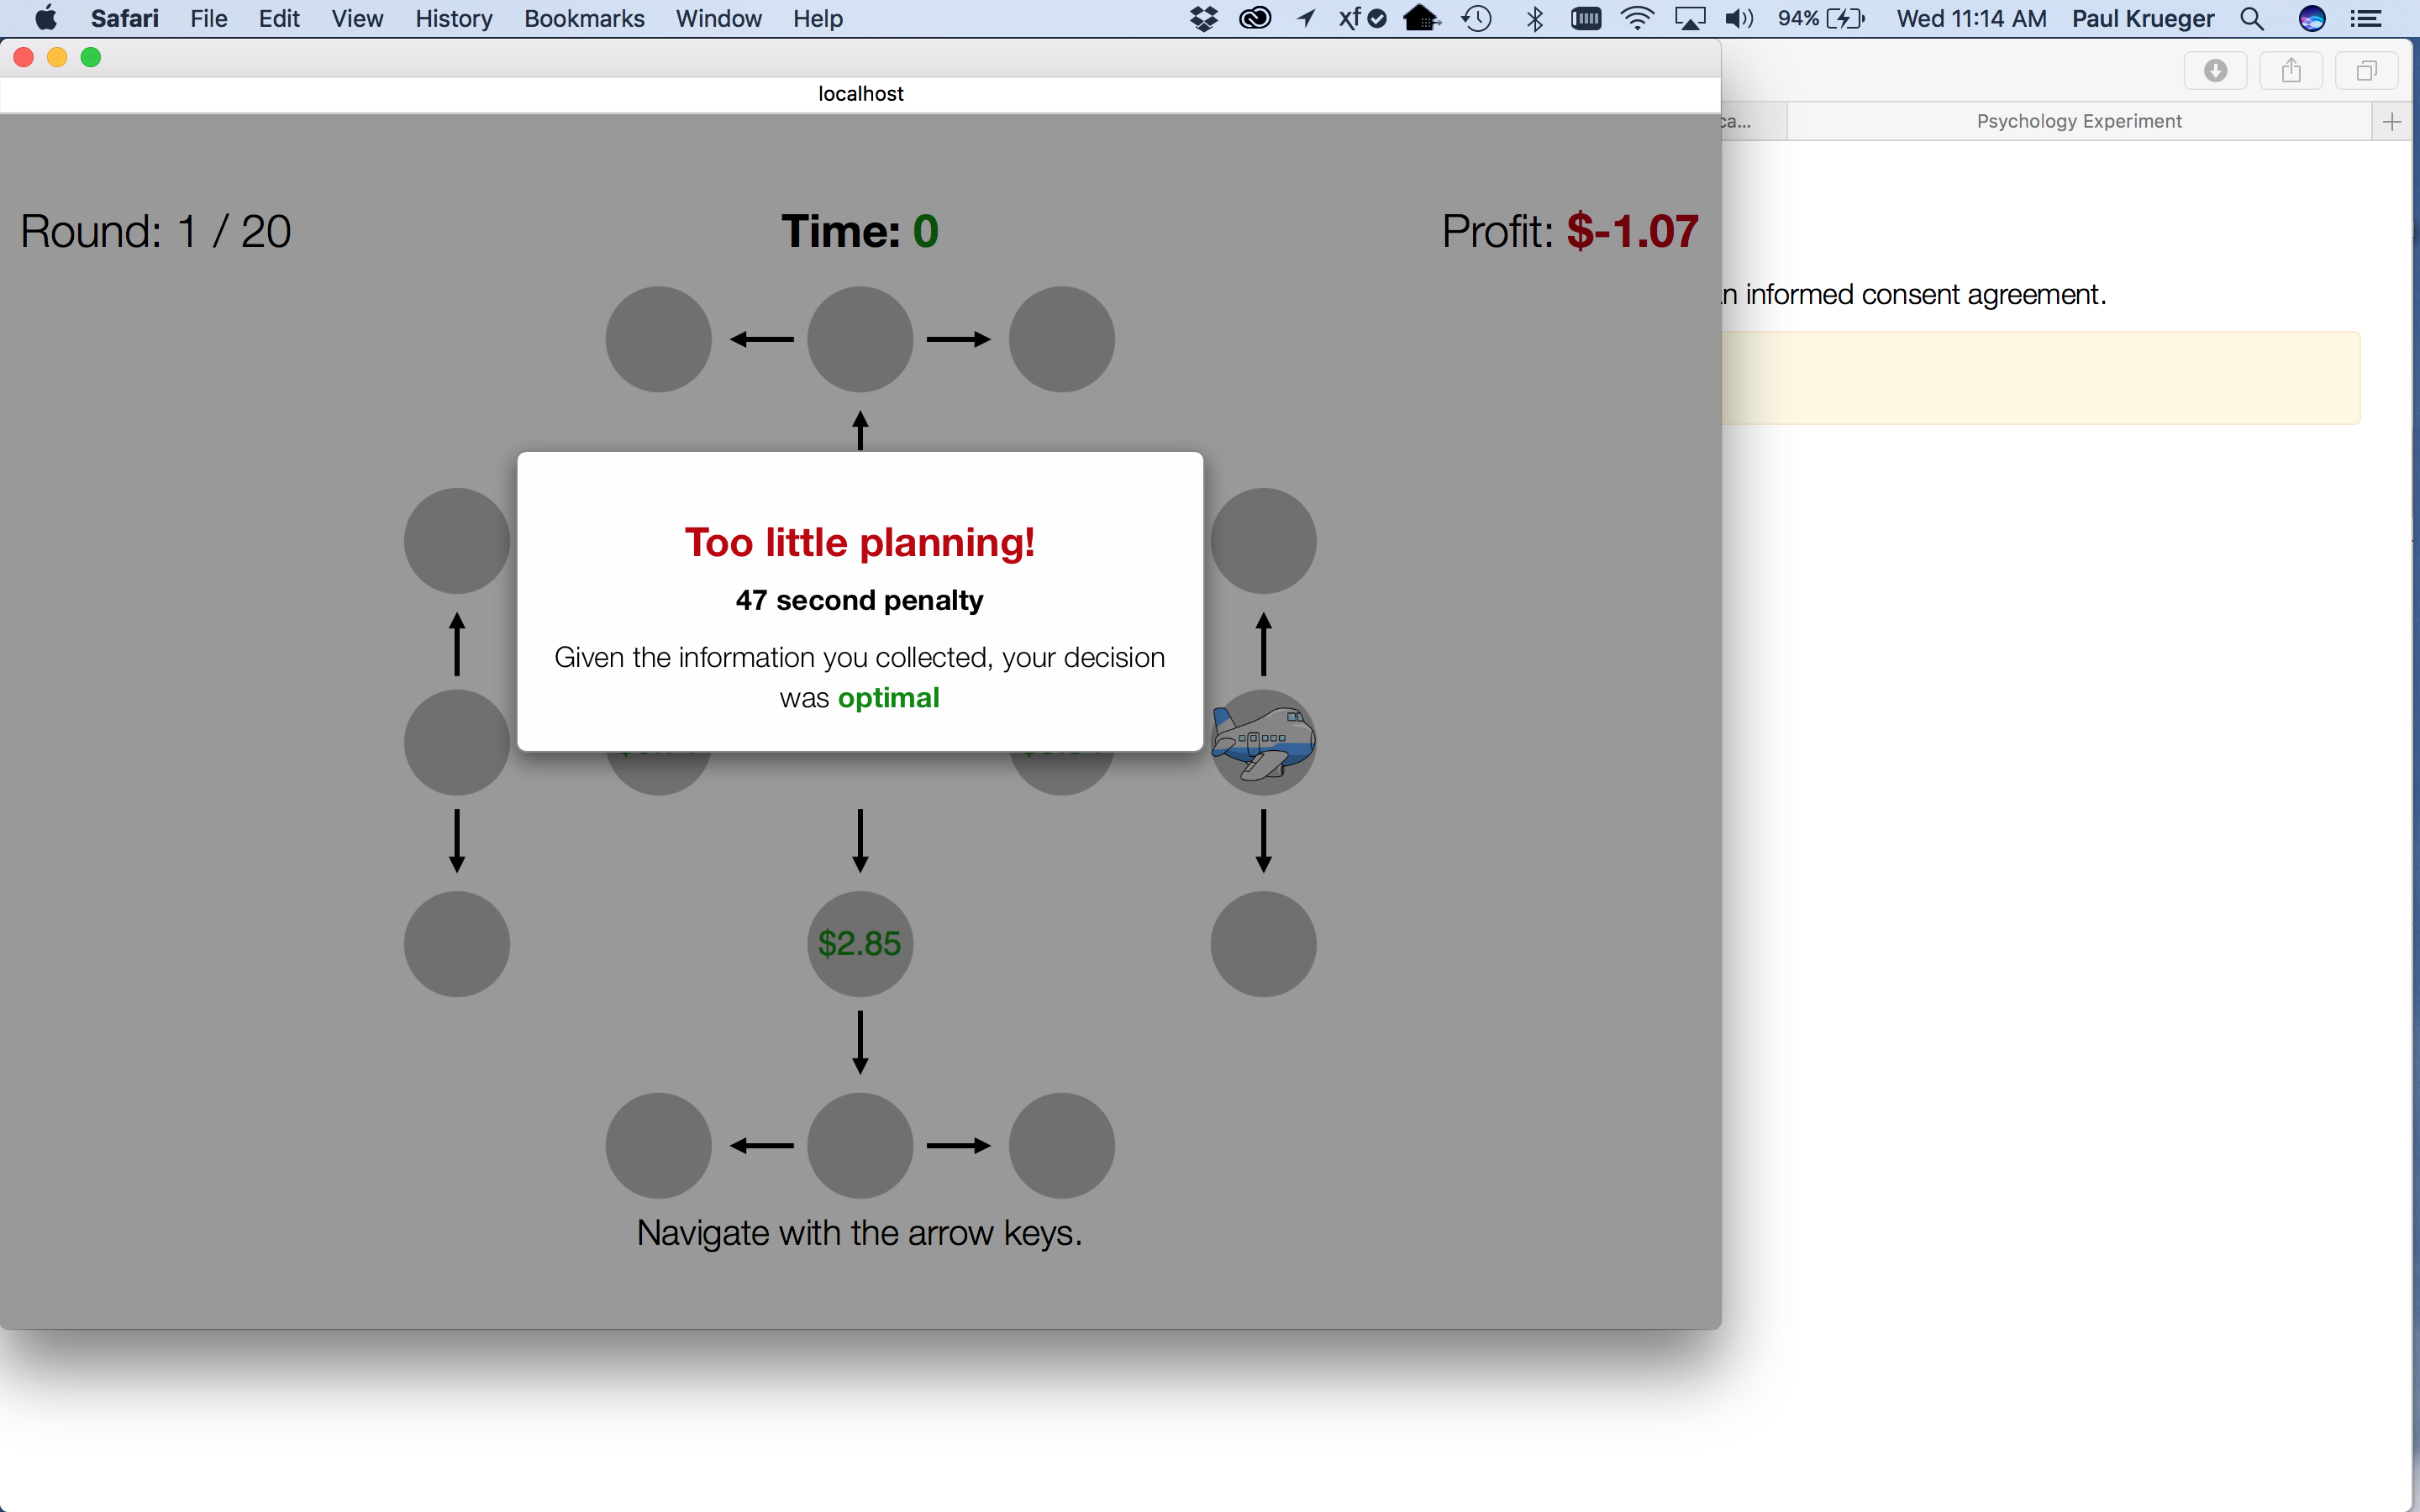 Safari File Edit View History Bookmarks Window Help 94% Wed 11:14 AM Paul Krueger
localhost
Psychology Experiment
Round: 1 / 20 Time: 0 Profit: $-1.07
informed consent agreement.
Too little planning!
47 second penalty
Given the information you collected, your decision
was optimal
$2.85
Navigate with the arrow keys.